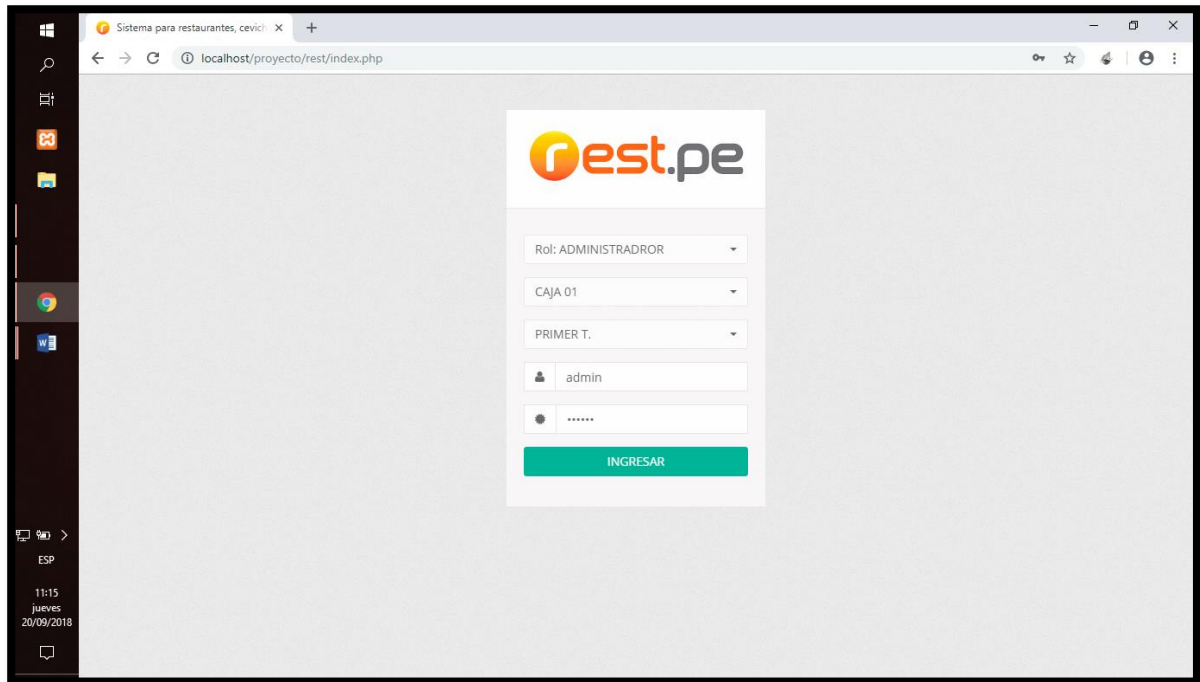 Sistema para restaurantes, cevich
localhost/proyecto/rest/index.php
rest.pe
Rol: ADMINISTRADROR
CAJA 01
PRIMER T.
admin
••••••
INGRESAR
ESP
11:15
jueves
20/09/2018